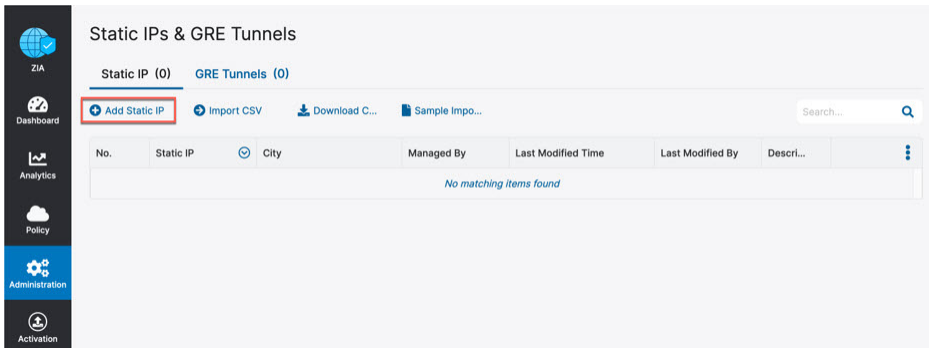 Static IPs & GRE Tunnels
ZIA
Static IP (0) GRE Tunnels (0)
Dashboard
Add Static IP Import CSV Download C... Sample Impo... Search...
No. Static IP City Managed By Last Modified Time Last Modified By Descri...
Analytics
No matching items found
Policy
Administration
Activation